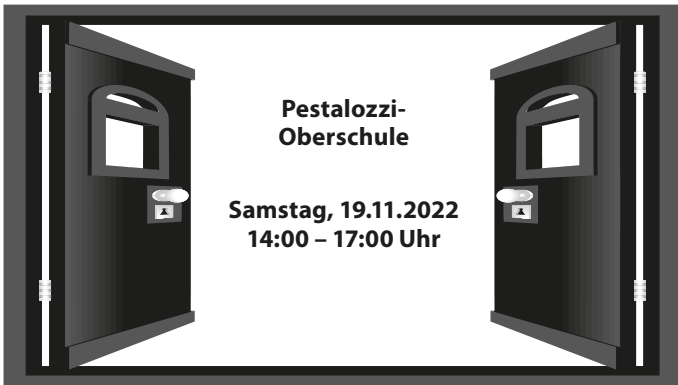 Pestalozzi-
Oberschule
Samstag, 19.11.2022
14:00 – 17:00 Uhr